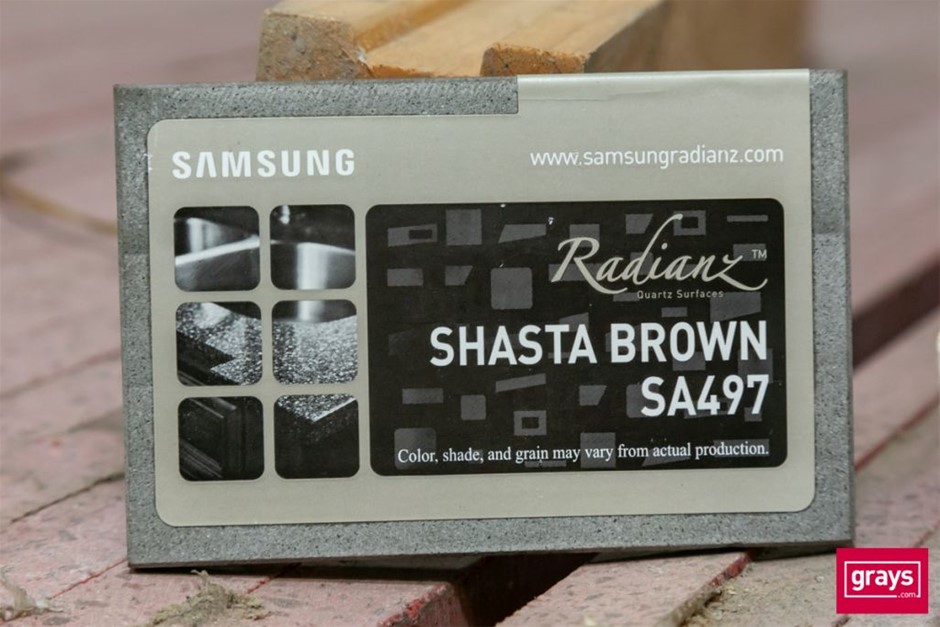 SAMSUNG
www.samsungradianz.com
Radianz™
Quartz Surfaces
SHASTA BROWN
SA497
Color, shade, and grain may vary from actual production.
grays
.com